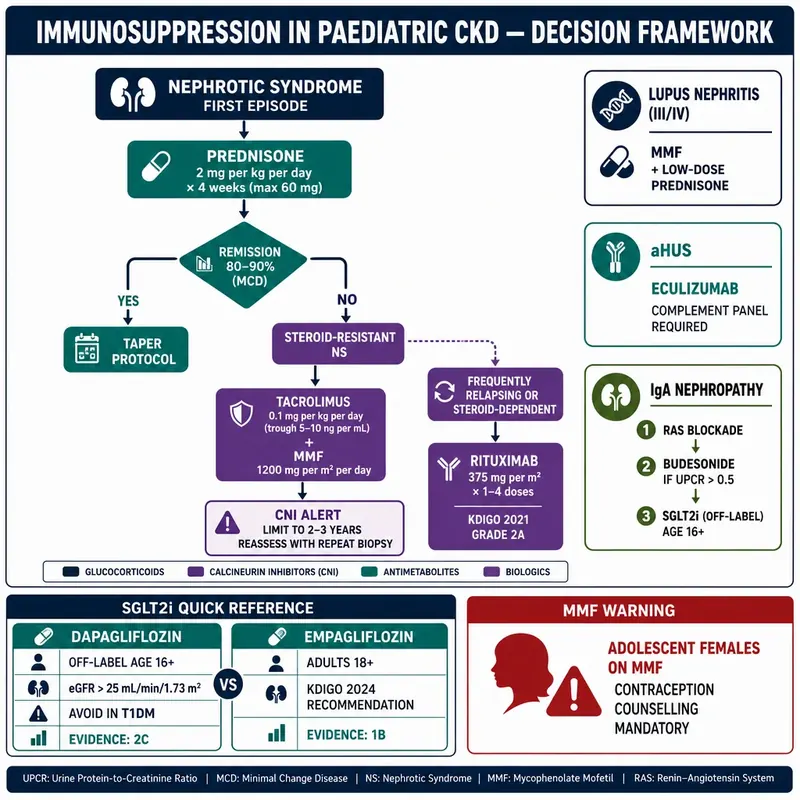 IMMUNOSUPPRESSION IN PAEDIATRIC CKD — DECISION FRAMEWORK
NEPHROTIC SYNDROME
FIRST EPISODE
PREDNISONE
2 mg per kg per day
× 4 weeks (max 60 mg)
REMISSION
80–90%
(MCD)
YES
NO
TAPER
PROTOCOL
STEROID-RESISTANT
NS
TACROLIMUS
0.1 mg per kg per day
(trough 5–10 ng per mL)
+
MMF
1200 mg per m² per day
CNI ALERT
LIMIT TO 2–3 YEARS
REASSESS WITH REPEAT BIOPSY
FREQUENTLY
RELAPSING OR
STEROID-DEPENDENT
RITUXIMAB
375 mg per m²
× 1–4 doses
KDIGO 2021
GRADE 2A
LUPUS NEPHRITIS
(III/IV)
MMF
+ LOW-DOSE
PREDNISONE
aHUS
ECULIZUMAB
COMPLEMENT PANEL
REQUIRED
IgA NEPHROPATHY
1 RAS BLOCKADE
2 BUDESONIDE
IF UPCR > 0.5
3 SGLT2i (OFF-LABEL)
AGE 16+
GLUCOCORTICOIDS
CALCINEURIN INHIBITORS (CNI)
ANTIMETABOLITES
BIOLOGICS
SGLT2i QUICK REFERENCE
DAPAGLIFLOZIN
OFF-LABEL AGE 16+
eGFR > 25 mL/min/1.73 m²
AVOID IN T1DM
EVIDENCE: 2C
VS
EMPAGLIFLOZIN
ADULTS 18+
KDIGO 2024
RECOMMENDATION
EVIDENCE: 1B
MMF WARNING
ADOLESCENT FEMALES
ON MMF
CONTRACEPTION
COUNSELLING
MANDATORY
UPCR: Urine Protein-to-Creatinine Ratio | MCD: Minimal Change Disease | NS: Nephrotic Syndrome | MMF: Mycophenolate Mofetil | RAS: Renin–Angiotensin System